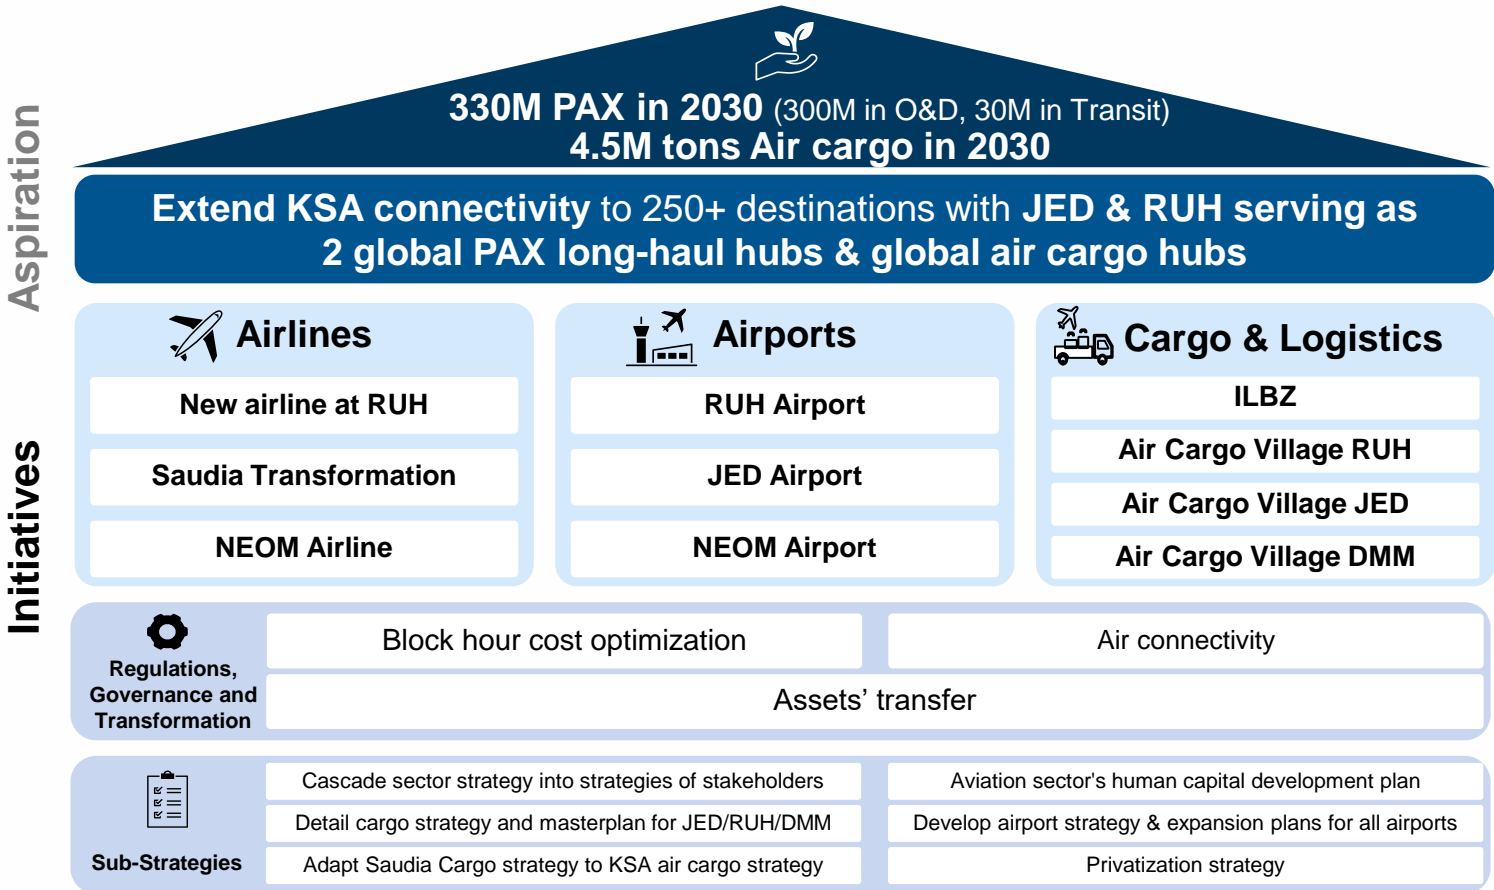 Aspiration
330M PAX in 2030 (300M in O&D, 30M in Transit)
4.5M tons Air cargo in 2030
Extend KSA connectivity to 250+ destinations with JED & RUH serving as
2 global PAX long-haul hubs & global air cargo hubs
Initiatives
Airlines
New airline at RUH
Saudia Transformation
NEOM Airline
Airports
RUH Airport
JED Airport
NEOM Airport
Cargo & Logistics
ILBZ
Air Cargo Village RUH
Air Cargo Village JED
Air Cargo Village DMM
Regulations,
Governance and
Transformation
Block hour cost optimization
Air connectivity
Assets’ transfer
Sub-Strategies
Cascade sector strategy into strategies of stakeholders
Aviation sector's human capital development plan
Detail cargo strategy and masterplan for JED/RUH/DMM
Develop airport strategy & expansion plans for all airports
Adapt Saudia Cargo strategy to KSA air cargo strategy
Privatization strategy